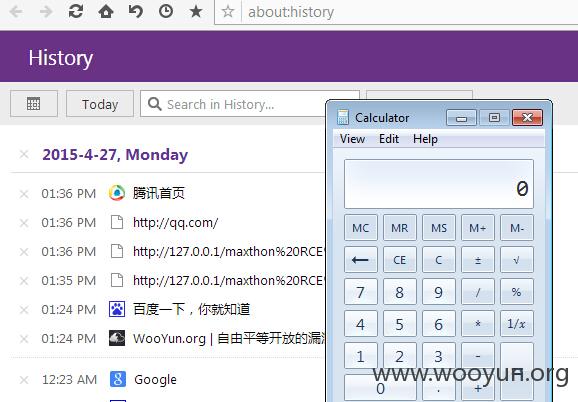 about:history
History
Today
Search in History...
2015-4-27, Monday
01:36 PM 腾讯首页
01:36 PM http://qq.com/
01:36 PM http://127.0.0.1/maxthon%20RCE
01:35 PM http://127.0.0.1/maxthon%20RCE
01:24 PM 百度一下，你就知道
01:24 PM WooYun.org | 自由平等开放的漏
12:23 AM Google
Calculator
View Edit Help
0
MC MR MS M+ M-
← CE C ± √
7 8 9 / %
4 5 6 * 1/x
1 2 3 -
0 . +
www.wooyun.org